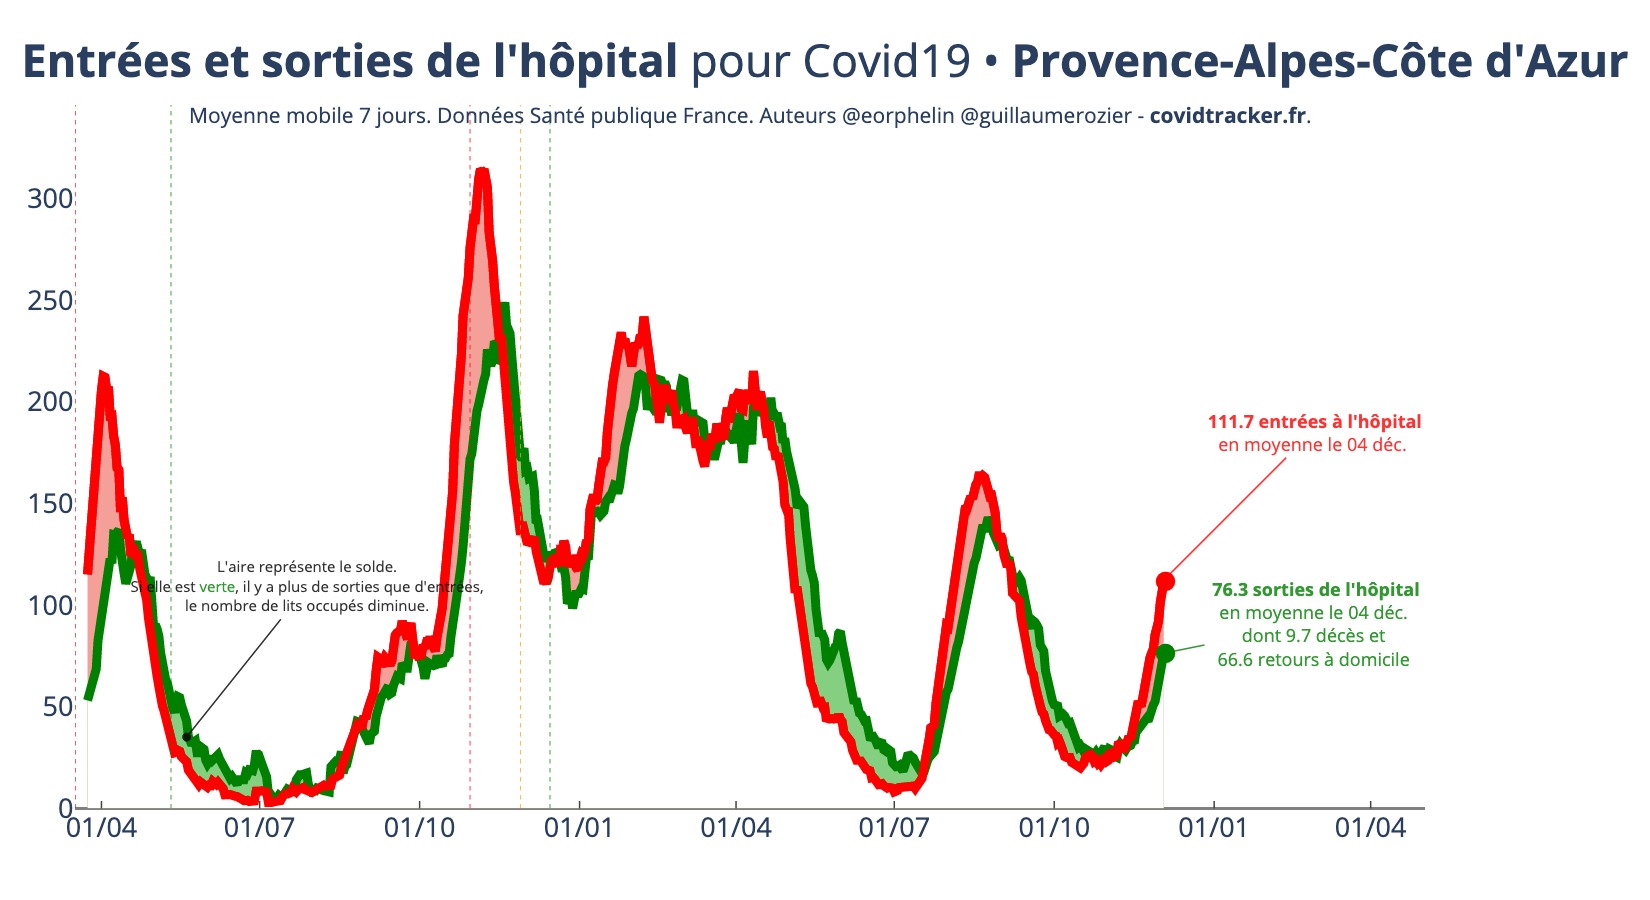 Entrées et sorties de l'hôpital pour Covid19 • Provence-Alpes-Côte d'Azur
Moyenne mobile 7 jours. Données Santé publique France. Auteurs @eorphelin @guillaumerozier - covidtracker.fr.
300
250
200
150
100
50
0
L'aire représente le solde.
Si elle est verte, il y a plus de sorties que d'entrées,
le nombre de lits occupés diminue.
111.7 entrées à l'hôpital
en moyenne le 04 déc.
76.3 sorties de l'hôpital
en moyenne le 04 déc.
dont 9.7 décès et
66.6 retours à domicile
01/04 01/07 01/10 01/01 01/04 01/07 01/10 01/01 01/04